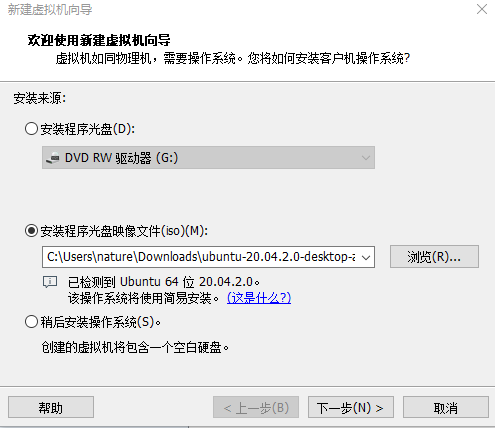 新建虚拟机向导
欢迎使用新建虚拟机向导
虚拟机如同物理机，需要操作系统。您将如何安装客户机操作系统?
安装来源:
安装程序光盘(D):
DVD RW 驱动器 (G:)
安装程序光盘映像文件(iso)(M):
C:\Users\nature\Downloads\ubuntu-20.04.2.0-desktop-a
浏览(R)...
已检测到 Ubuntu 64 位 20.04.2.0。
该操作系统将使用简易安装。(这是什么?)
稍后安装操作系统(S)。
创建的虚拟机将包含一个空白硬盘。
帮助
< 上一步(B)
下一步(N) >
取消